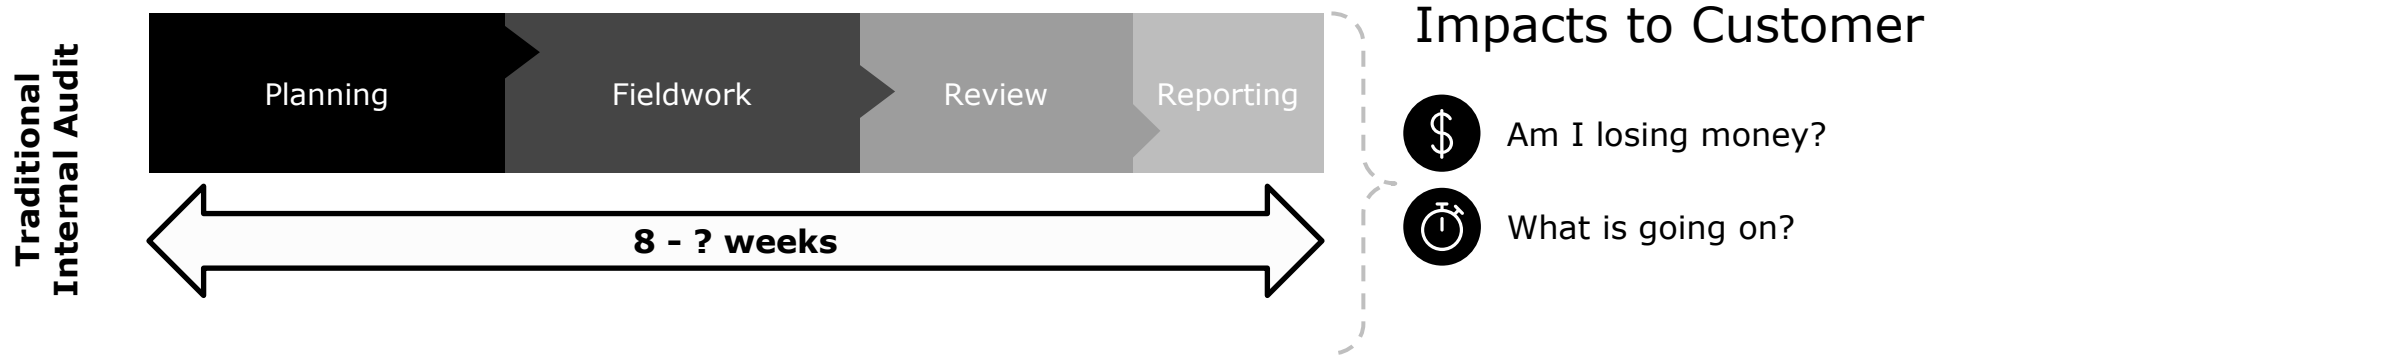 Traditional
Internal Audit
Planning
Fieldwork
Review
Reporting
8 – ? weeks
Impacts to Customer
Am I losing money?
What is going on?